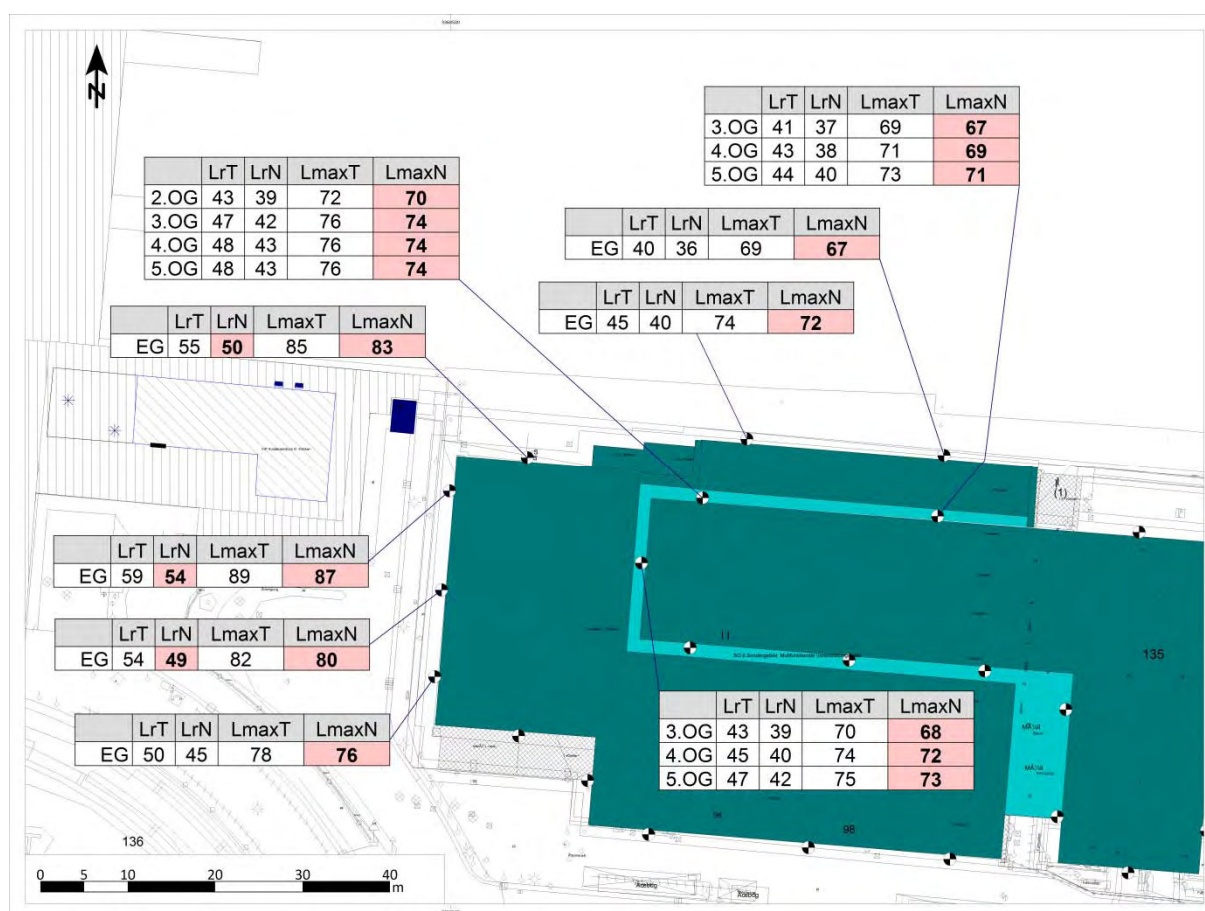 N
LrT LrN LmaxT LmaxN
3.OG 41 37 69 67
4.OG 43 38 71 69
5.OG 44 40 73 71
LrT LrN LmaxT LmaxN
2.OG 43 39 72 70
3.OG 47 42 76 74
4.OG 48 43 76 74
5.OG 48 43 76 74
LrT LrN LmaxT LmaxN
EG 40 36 69 67
LrT LrN LmaxT LmaxN
EG 45 40 74 72
LrT LrN LmaxT LmaxN
EG 55 50 85 83
(1)
LrT LrN LmaxT LmaxN
EG 59 54 89 87
LrT LrN LmaxT LmaxN
EG 54 49 82 80
II
135
LrT LrN LmaxT LmaxN
3.OG 43 39 70 68
4.OG 45 40 74 72
5.OG 47 42 75 73
LrT LrN LmaxT LmaxN
EG 50 45 78 76
98
136
0 5 10 20 30 40
m